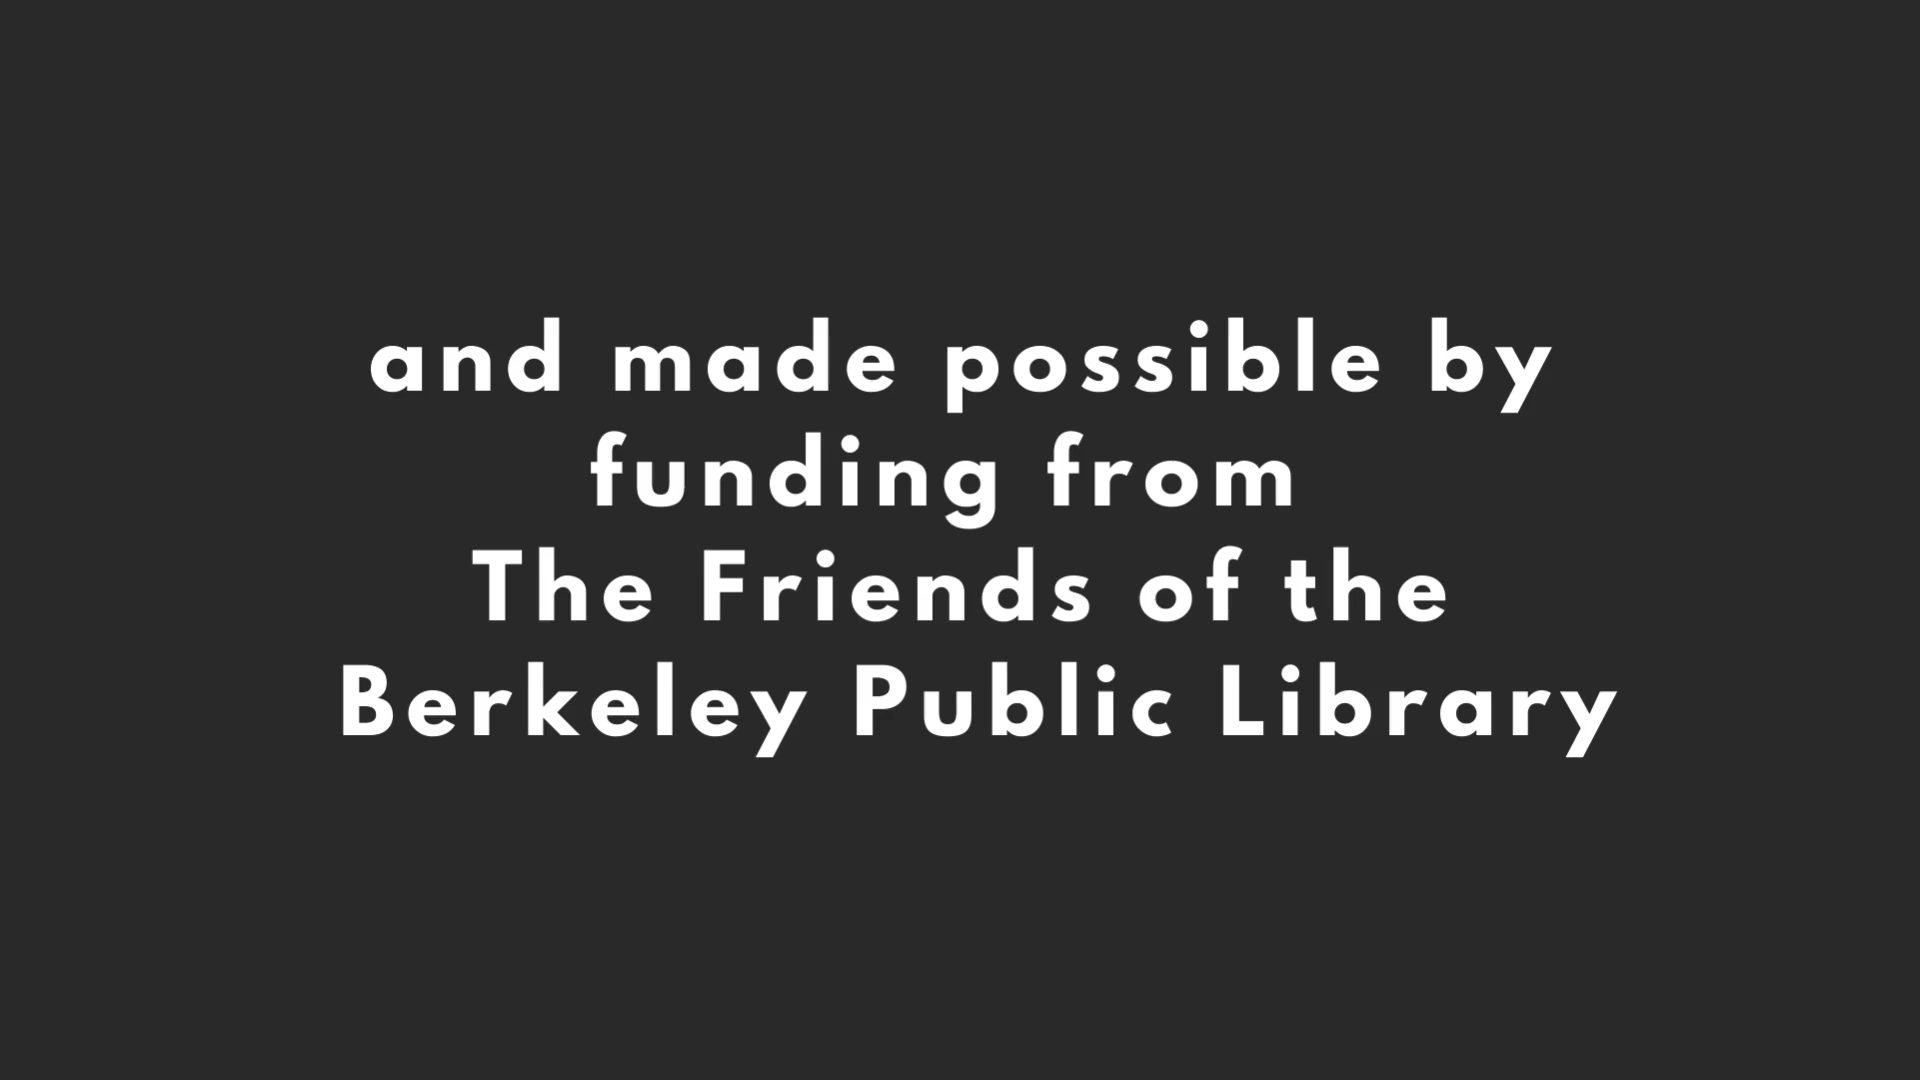 and made possible by
funding from
The Friends of the
Berkeley Public Library